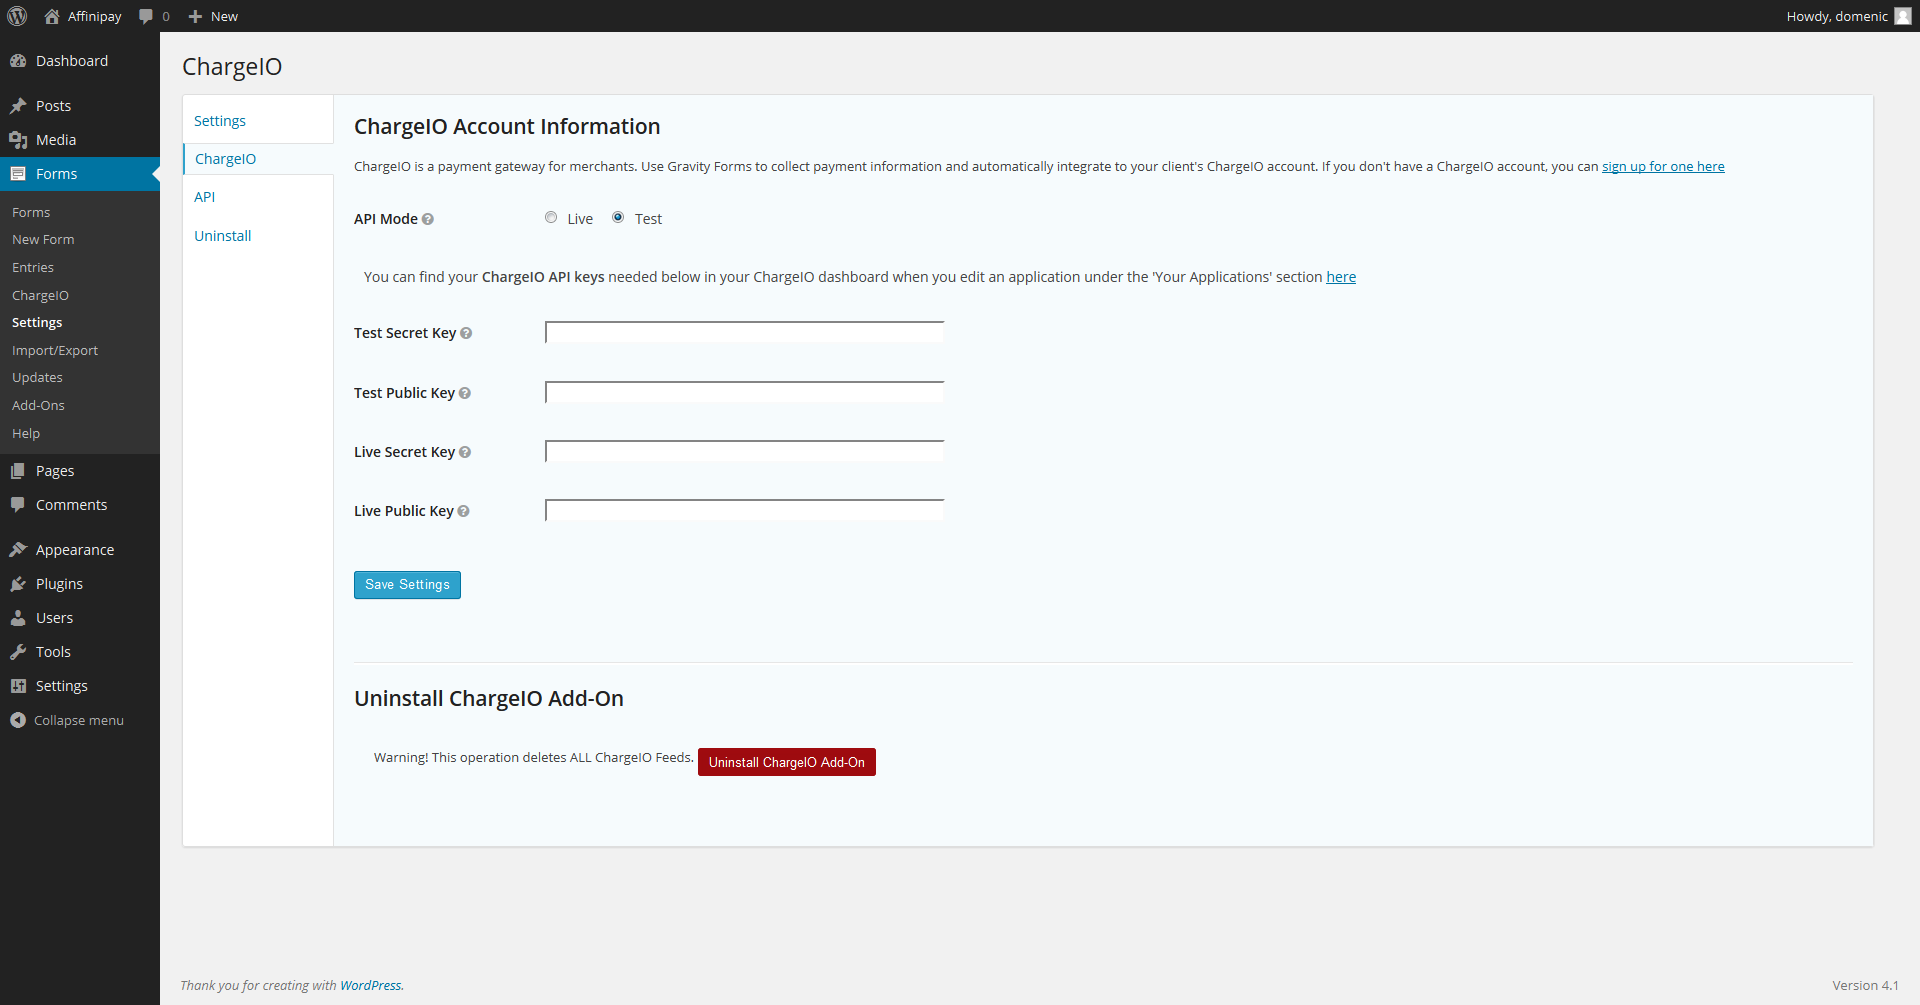 Affinipay 0 New Howdy, domenic
Dashboard
Posts
Media
Forms
Forms
New Form
Entries
ChargeIO
Settings
Import/Export
Updates
Add-Ons
Help
Pages
Comments
Appearance
Plugins
Users
Tools
Settings
Collapse menu
ChargeIO
Settings
ChargeIO
API
Uninstall
ChargeIO Account Information
ChargeIO is a payment gateway for merchants. Use Gravity Forms to collect payment information and automatically integrate to your client's ChargeIO account. If you don't have a ChargeIO account, you can sign up for one here
API Mode ? Live Test
You can find your ChargeIO API keys needed below in your ChargeIO dashboard when you edit an application under the 'Your Applications' section here
Test Secret Key ?
Test Public Key ?
Live Secret Key ?
Live Public Key ?
Save Settings
Uninstall ChargeIO Add-On
Warning! This operation deletes ALL ChargeIO Feeds. Uninstall ChargeIO Add-On
Thank you for creating with WordPress. Version 4.1